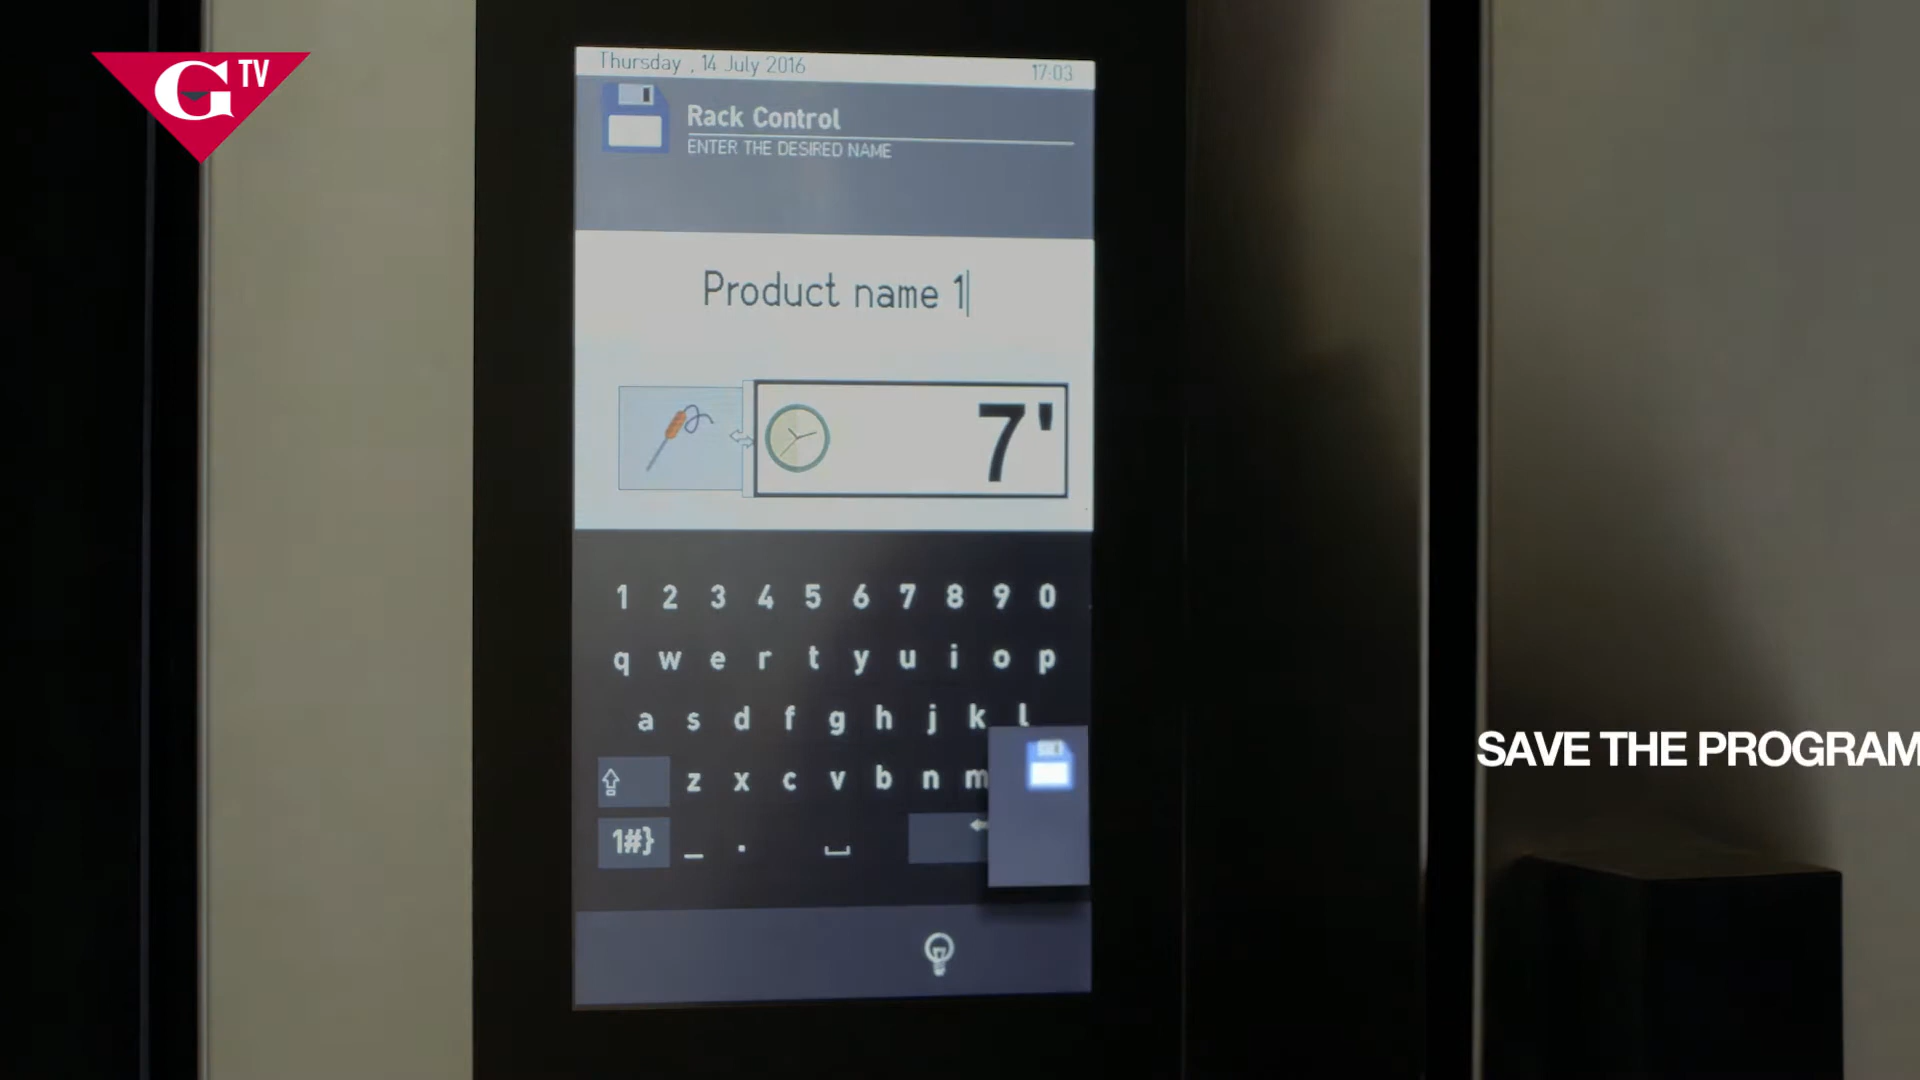 G TV
Thursday , 14 July 2016 17:03
Rack Control
ENTER THE DESIRED NAME
Product name 1
7'
1 2 3 4 5 6 7 8 9 0
q w e r t y u i o p
a s d f g h j k l
z x c v b n m
1#} _ .
SAVE THE PROGRAM